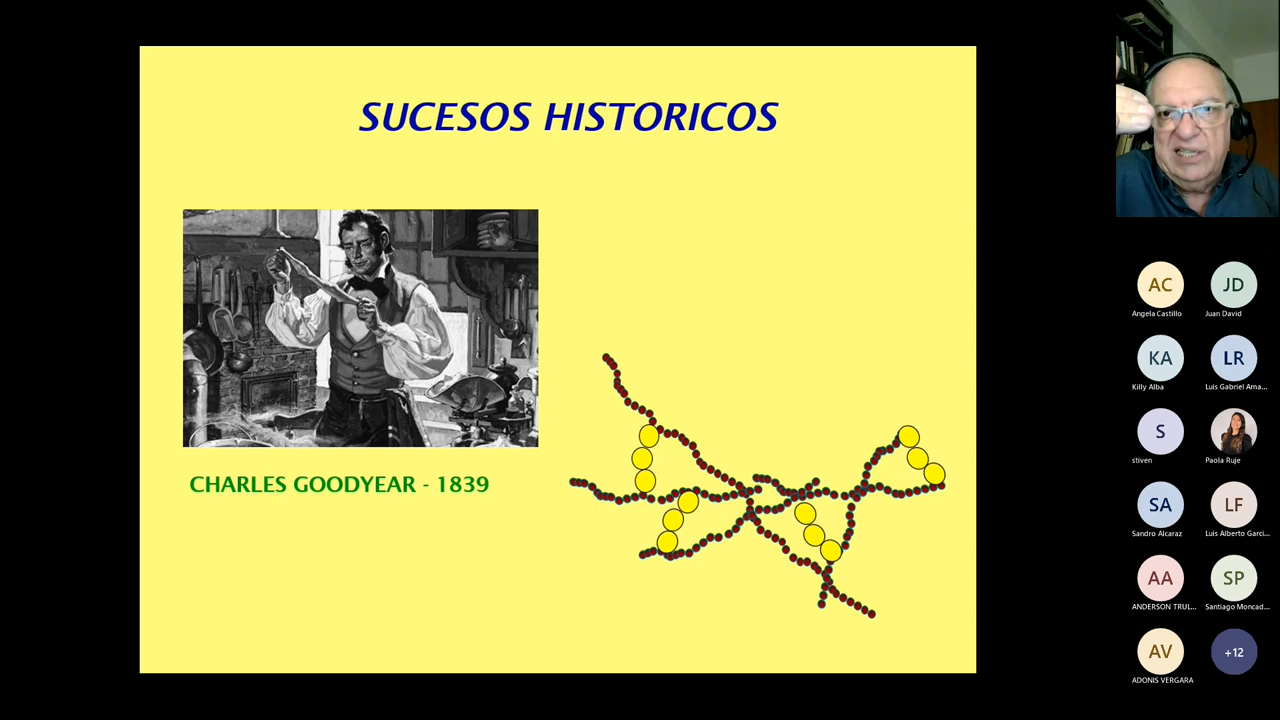 SUCESOS HISTORICOS
CHARLES GOODYEAR - 1839
AC
JD
Angela Castillo
Juan David
KA
LR
Killy Alba
Luis Gabriel Ama...
S
stiven
Paola Ruje
SA
LF
Sandro Alcaraz
Luis Alberto Garci...
AA
SP
ANDERSON TRUL...
Santiago Moncad...
AV
+12
ADONIS VERGARA